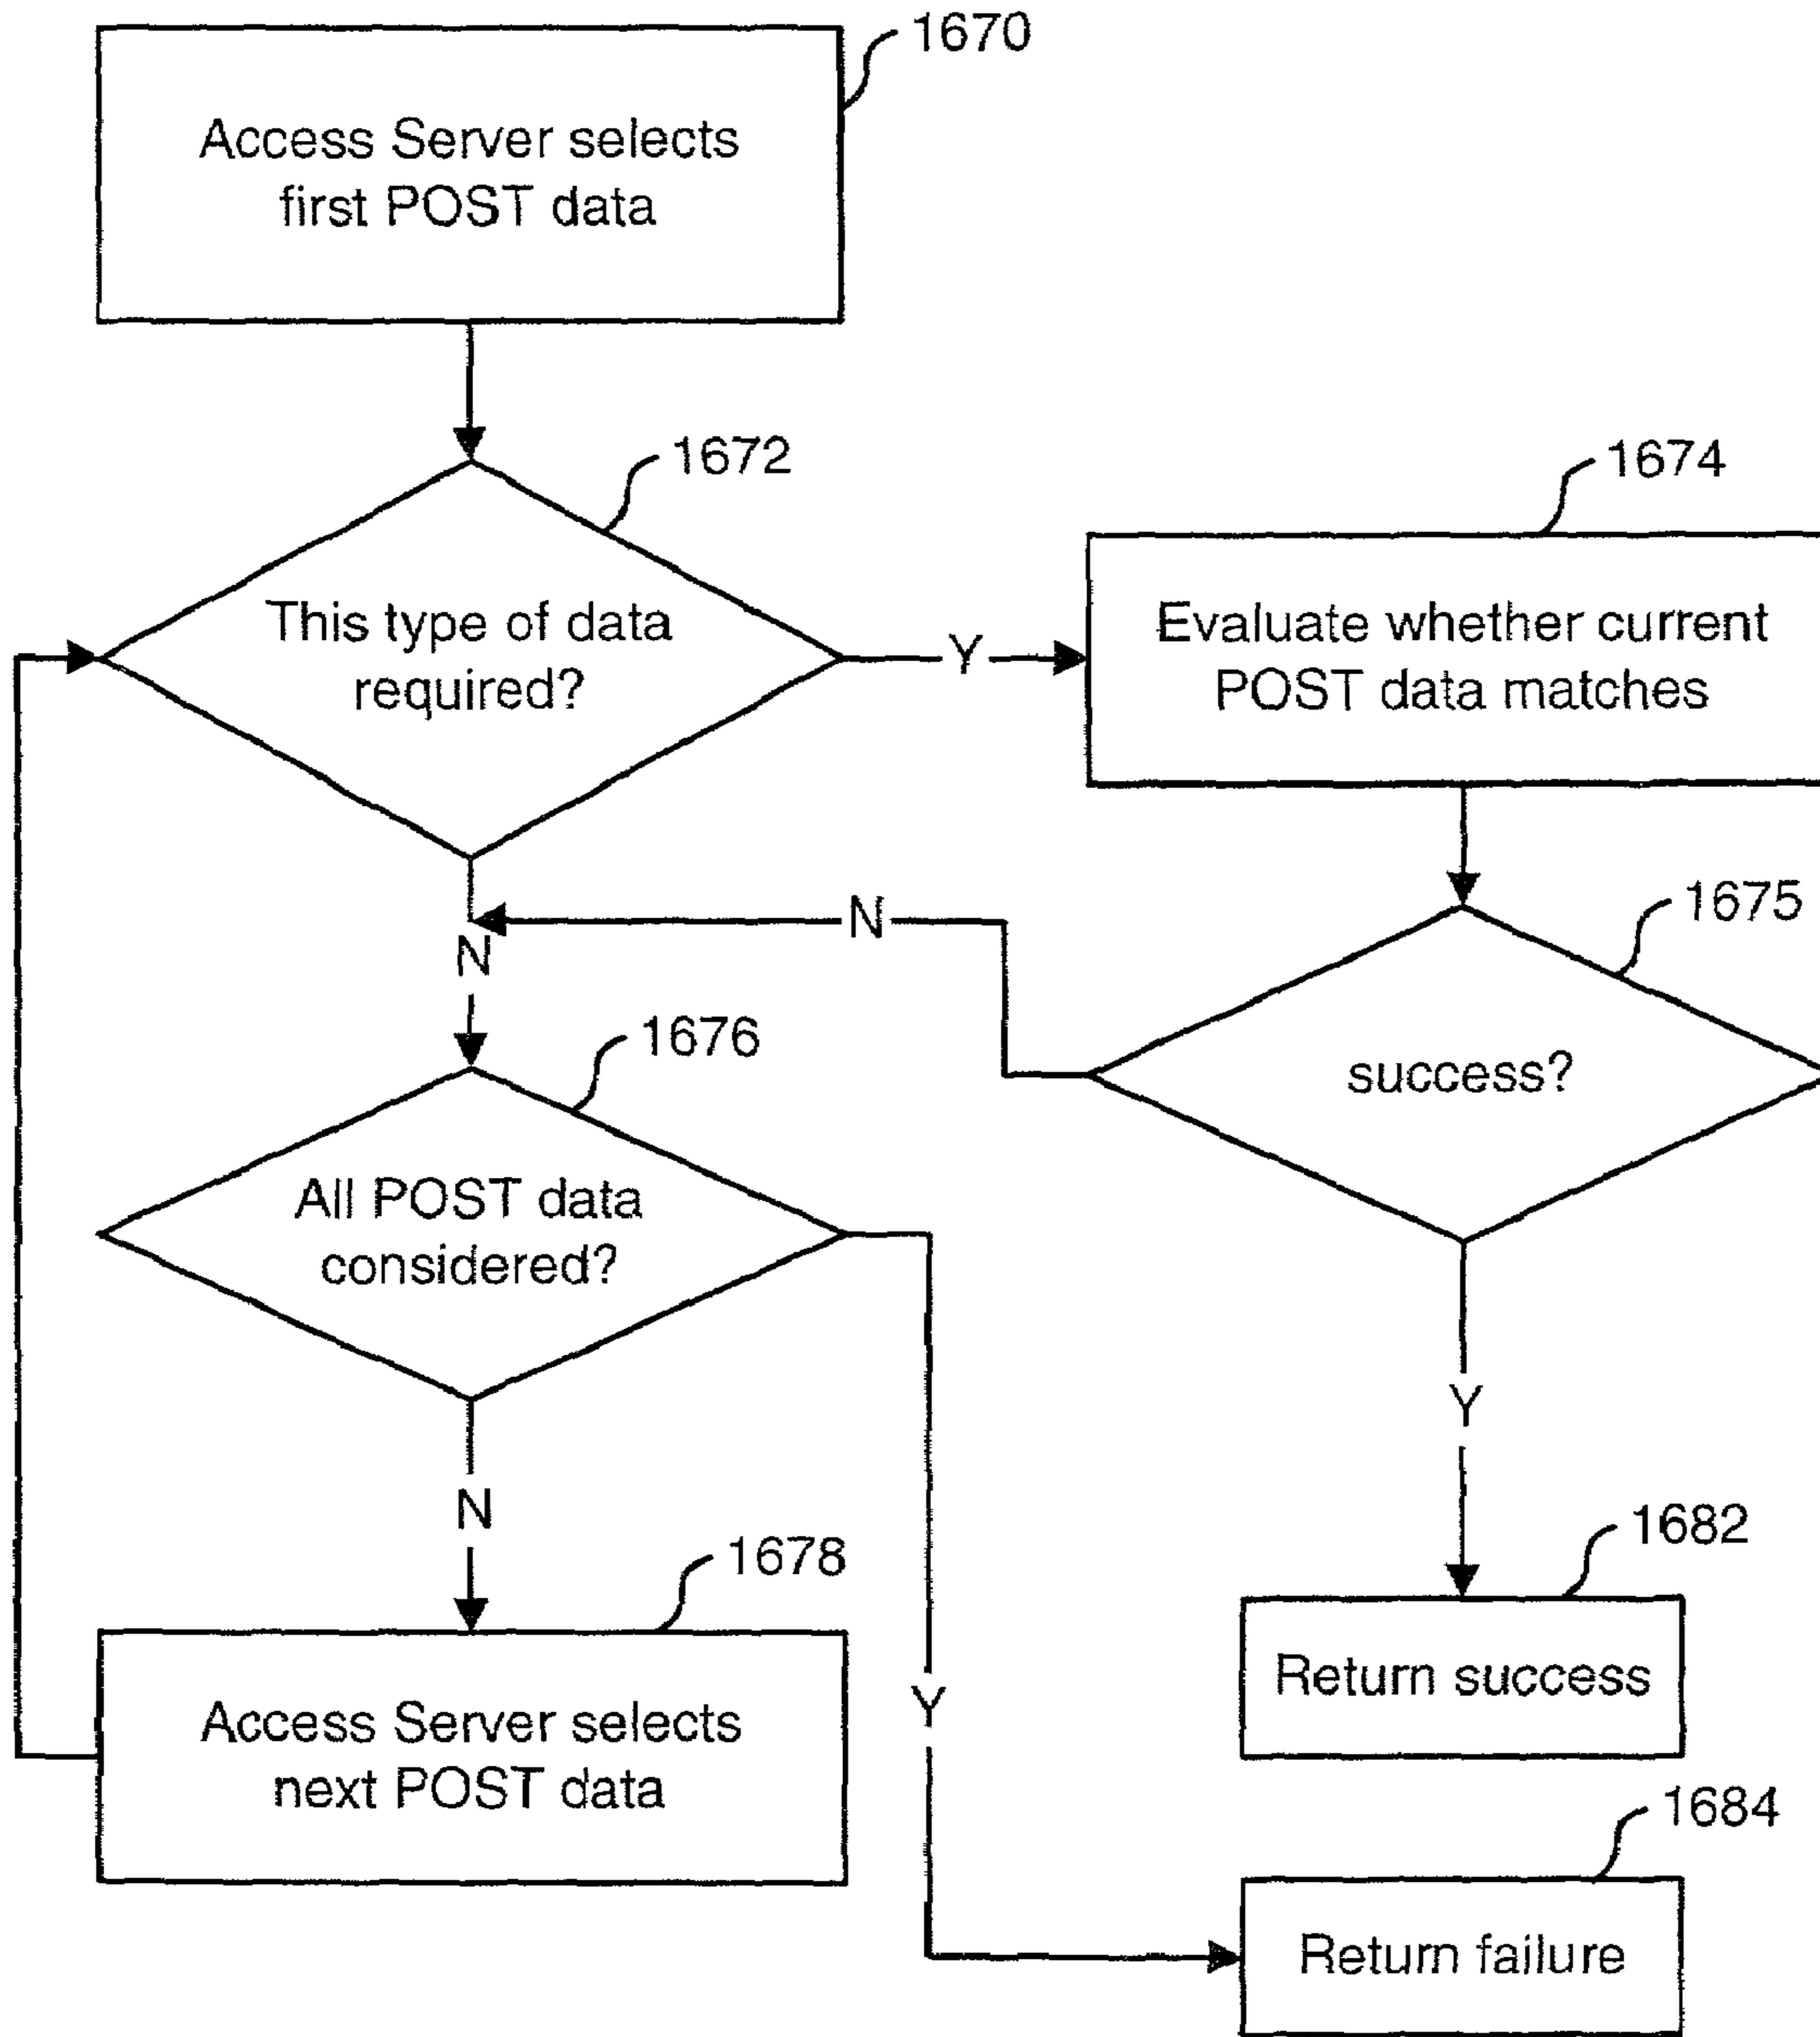 1670
Access Server selects
first POST data
1672
This type of data
required?
Y
1674
Evaluate whether current
POST data matches
N
N
1675
success?
1676
All POST data
considered?
Y
N
1678
Access Server selects
next POST data
Y
1682
Return success
1684
Return failure